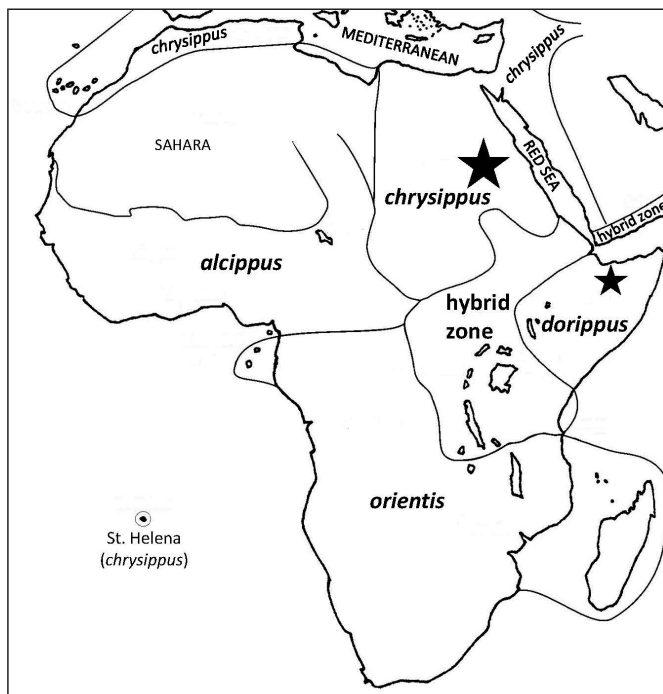 chrysippus
MEDITERRANEAN
chrysippus
SAHARA
RED SEA
chrysippus
hybrid zone
alcippus
hybrid
zone
dorippus
orientis
St. Helena
(chrysippus)